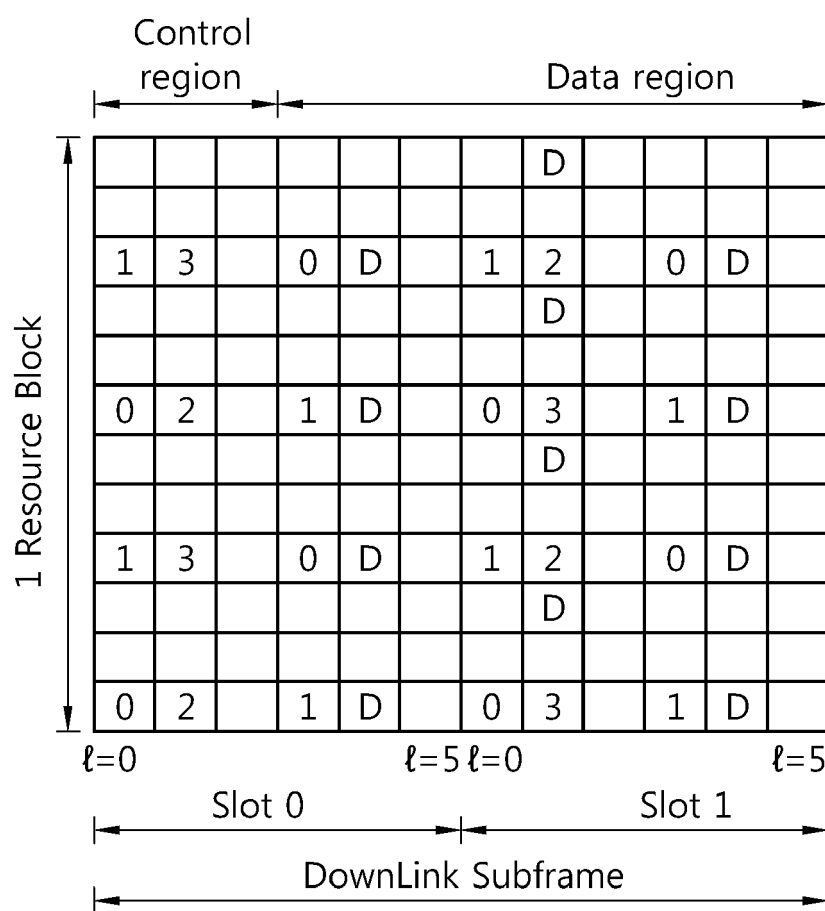 Control
region
Data region
D
1 3 0 D 1 2 0 D
D
1 Resource Block
0 2 1 D 0 3 1 D
D
1 3 0 D 1 2 0 D
D
0 2 1 D 0 3 1 D
ℓ=0 ℓ=5 ℓ=0 ℓ=5
Slot 0 Slot 1
DownLink Subframe